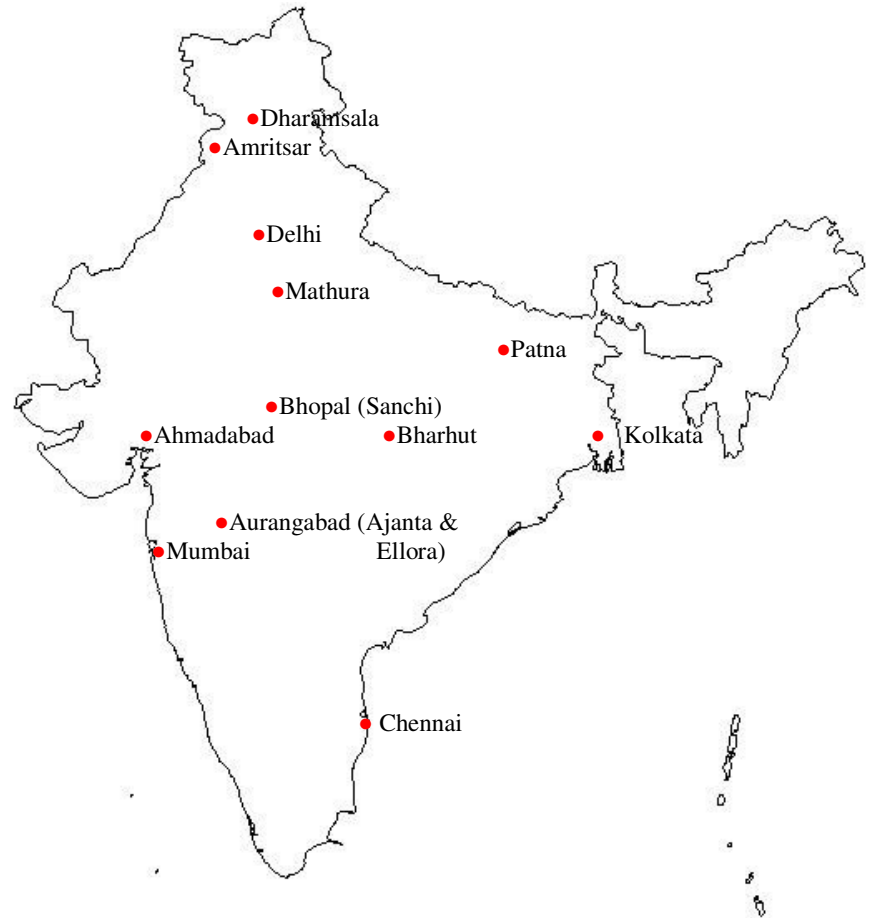 Dharamsala
Amritsar
Delhi
Mathura
Patna
Bhopal (Sanchi)
Ahmadabad
Bharhut
Kolkata
Aurangabad (Ajanta &
Ellora)
Mumbai
Chennai